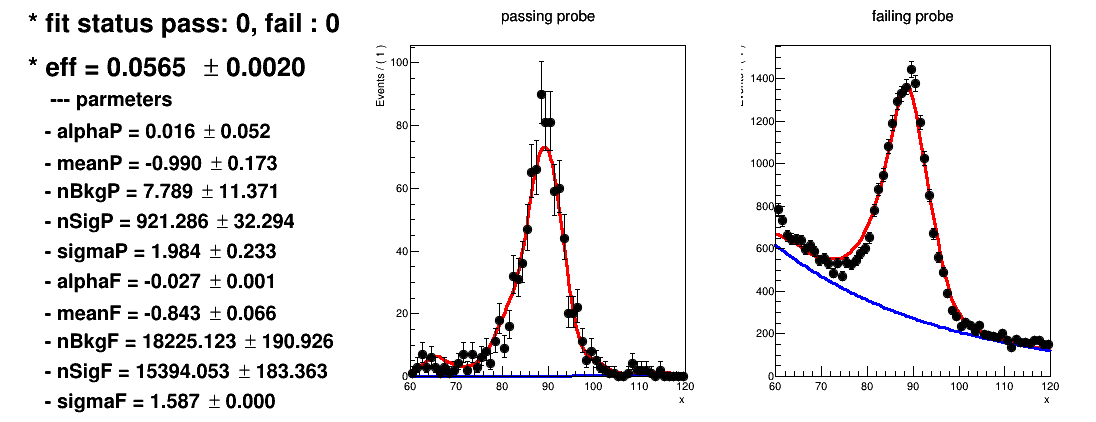 * fit status pass: 0, fail : 0
* eff = 0.0565 ± 0.0020
--- parmeters
- alphaP = 0.016 ± 0.052
- meanP = -0.990 ± 0.173
- nBkgP = 7.789 ± 11.371
- nSigP = 921.286 ± 32.294
- sigmaP = 1.984 ± 0.233
- alphaF = -0.027 ± 0.001
- meanF = -0.843 ± 0.066
- nBkgF = 18225.123 ± 190.926
- nSigF = 15394.053 ± 183.363
- sigmaF = 1.587 ± 0.000
passing probe
Events / ( 1 )
100
80
60
40
20
0
60 70 80 90 100 110 120
x
failing probe
1400
1200
1000
800
600
400
200
0
60 70 80 90 100 110 120
x